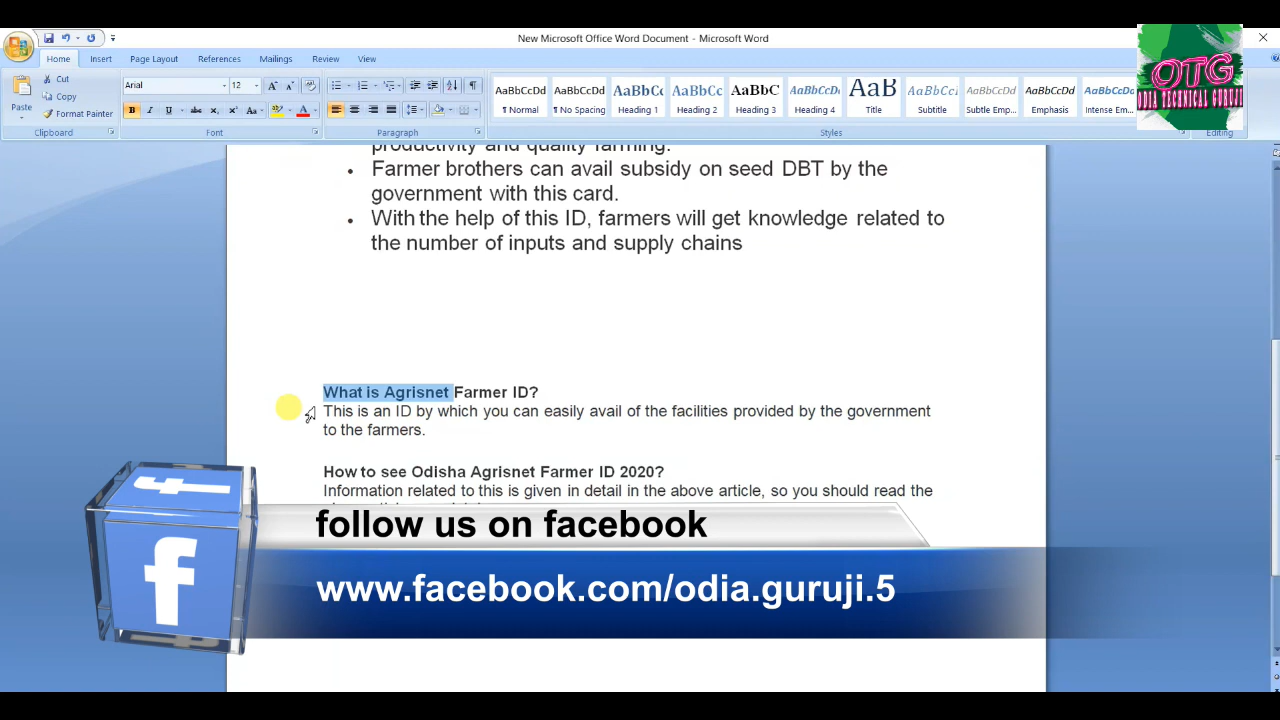 New Microsoft Office Word Document - Microsoft Word
Home Insert Page Layout References Mailings Review View
Paste
Cut
Copy
Format Painter
Clipboard
Arial 12
Font
Paragraph
AaBbCcDd AaBbCcDd AaBbCc AaBbCc AaBbC AaBbCcDd AaB AaBbCcDd AaBbCcDd AaBbCcDd AaBbCcDd
¶ Normal ¶ No Spacing Heading 1 Heading 2 Heading 3 Heading 4 Title Subtitle Subtle Emp... Emphasis Intense Em...
Styles
Editing
OTG
ODIA TECHNICAL GURUJI
productivity and quality farming.
• Farmer brothers can avail subsidy on seed DBT by the
government with this card.
• With the help of this ID, farmers will get knowledge related to
the number of inputs and supply chains
What is Agrisnet Farmer ID?
This is an ID by which you can easily avail of the facilities provided by the government
to the farmers.
How to see Odisha Agrisnet Farmer ID 2020?
Information related to this is given in detail in the above article, so you should read the
follow us on facebook
www.facebook.com/odia.guruji.5